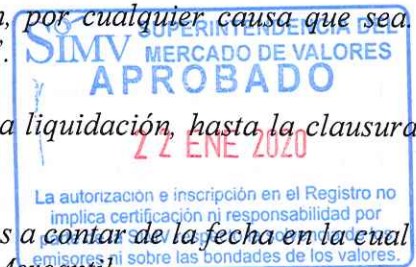 n, por cualquier causa que sea.
SUPERINTENDENCIA DEL
SIMV MERCADO DE VALORES
APROBADO
a liquidación, hasta la clausura
22 ENE 2020
La autorización e inscripción en el Registro no
implica certificación ni responsabilidad por
s a contar de la fecha en la cual
emisores ni sobre las bondades de los valores.